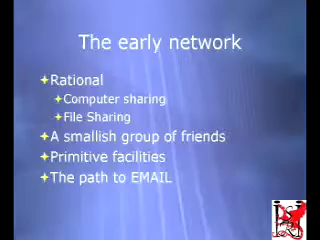 The early network
Rational
Computer sharing
File Sharing
A smallish group of friends
Primitive facilities
The path to EMAIL